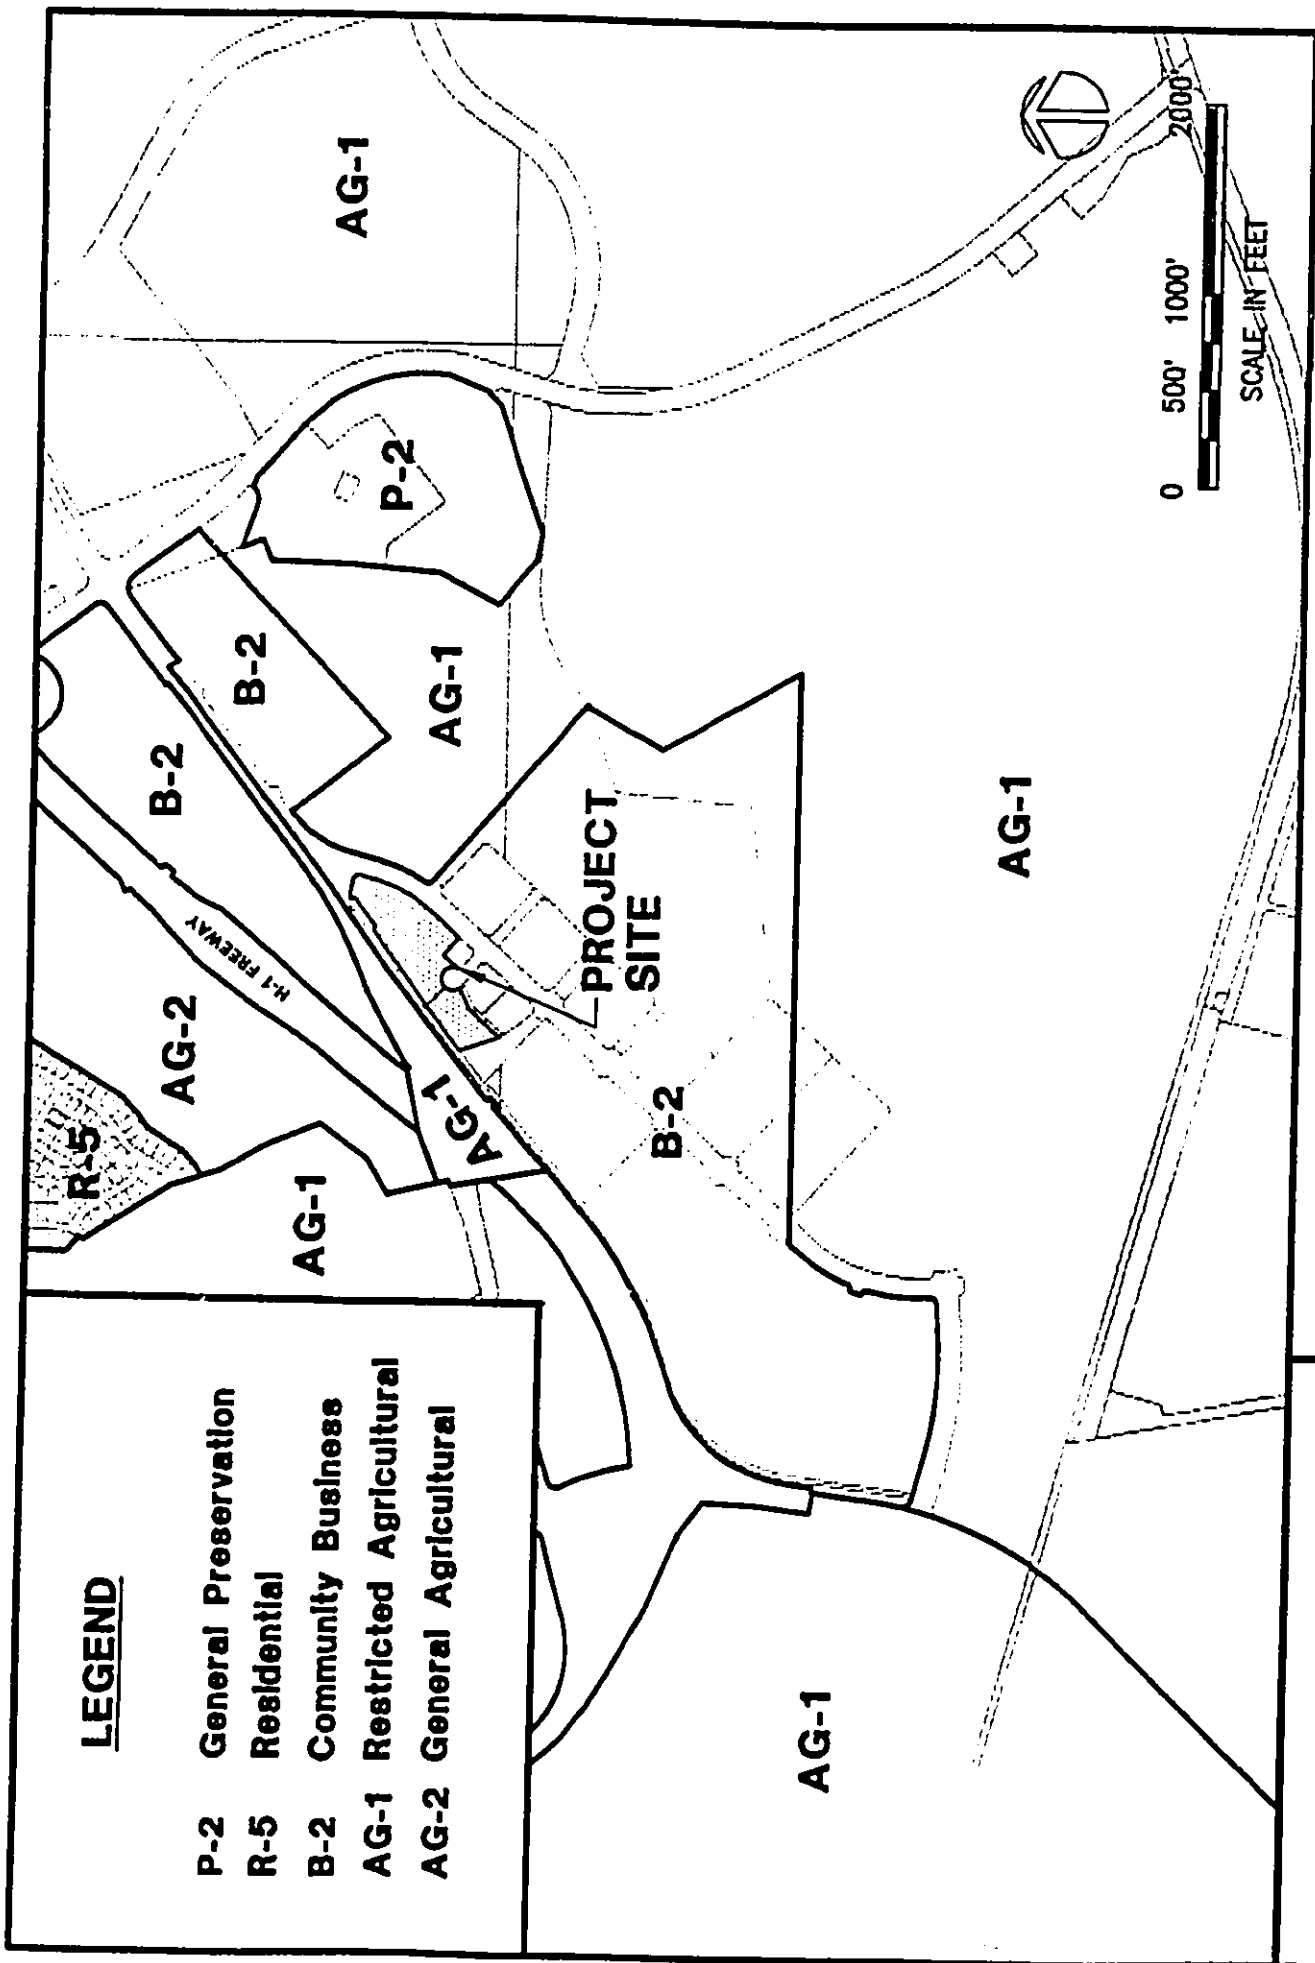 LEGEND
P-2 General Preservation
R-5 Residential
B-2 Community Business
AG-1 Restricted Agricultural
AG-2 General Agricultural
R-5
AG-2
B-2
AG-1
H-1 FREEWAY
AG-1
B-2
AG-1
P-2
AG-1
PROJECT
SITE
B-2
AG-1
AG-1
0 500' 1000' 2000'
SCALE IN FEET